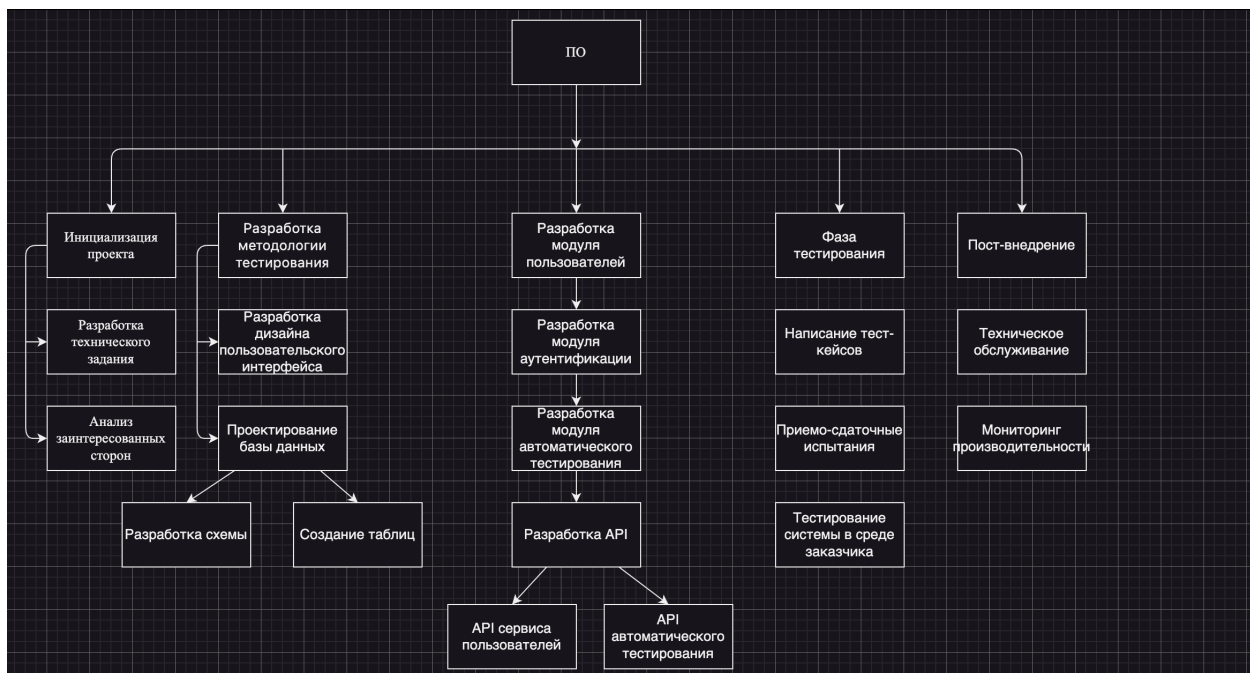 ПО
Инициализация
проекта
Разработка
методологии
тестирования
Разработка
модуля
пользователей
Фаза
тестирования
Пост-внедрение
Разработка
технического
задания
Разработка
дизайна
пользовательского
интерфейса
Разработка
модуля
аутентификации
Написание тест-
кейсов
Техническое
обслуживание
Анализ
заинтересованных
сторон
Проектирование
базы данных
Разработка
модуля
автоматического
тестирования
Приемо-сдаточные
испытания
Мониторинг
производительности
Разработка схемы
Создание таблиц
Разработка API
Тестирование
системы в среде
заказчика
API сервиса
пользователей
API
автоматического
тестирования